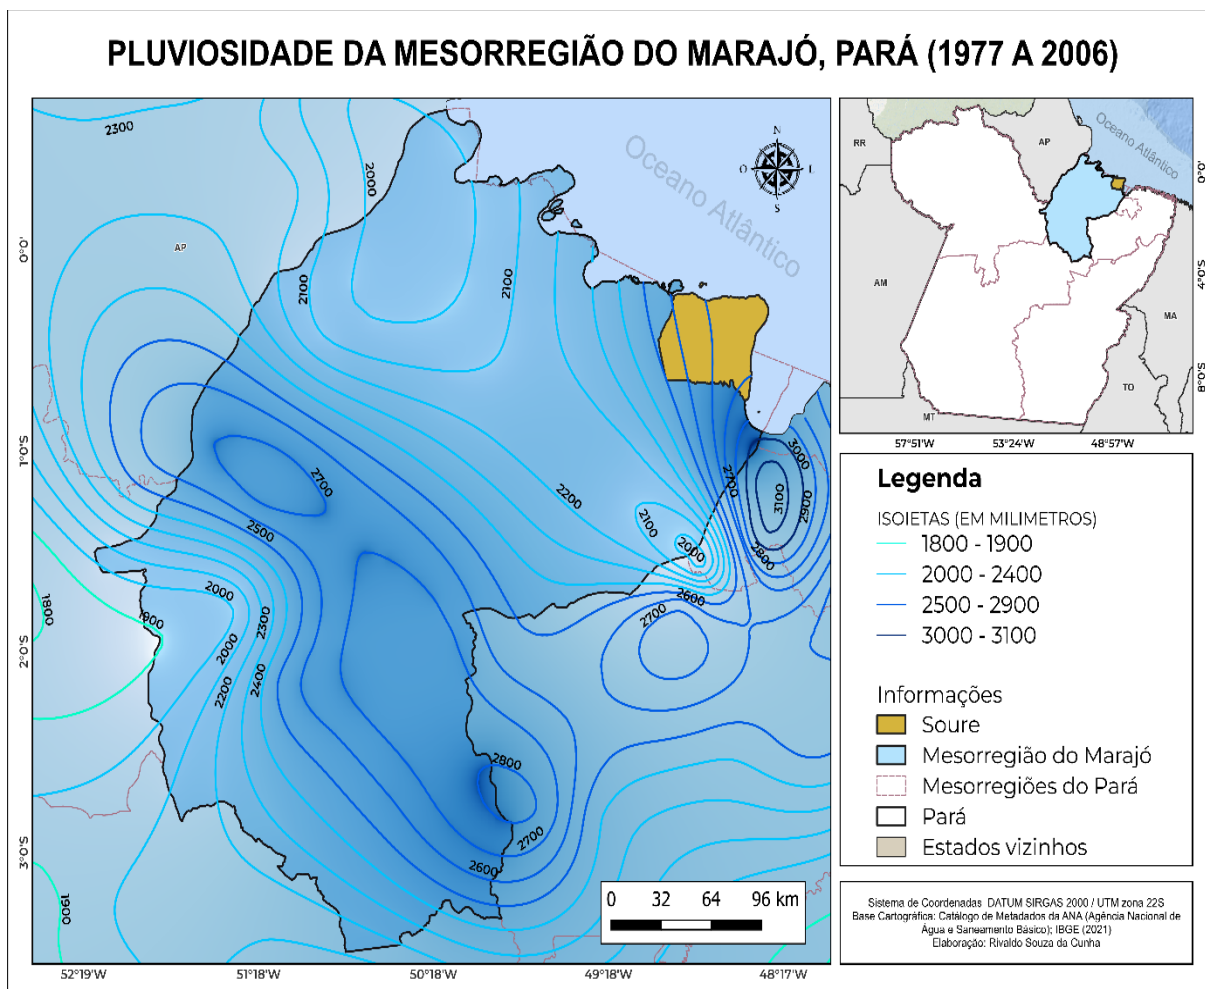 PLUVIOSIDADE DA MESORREGIÃO DO MARAJÓ, PARÁ (1977 A 2006)
2300
2000
AP
2100
2100
Oceano Atlântico
N
O
L
S
2700
2500
2200
2100
2000
2700
3000
3100
2900
2800
2600
2700
2000
1900
1800
2000
2300
2200
2400
2800
2700
2600
1900
0°0'
1°0'S
2°0'S
3°0'S
52°19'W
51°18'W
50°18'W
49°18'W
48°17'W
0 32 64 96 km
RR
AP
Oceano Atlântico
AM
MA
TO
MT
0°0'
4°0'S
8°0'S
57°51'W
53°24'W
48°57'W
Legenda
ISOIETAS (EM MILIMETROS)
1800 - 1900
2000 - 2400
2500 - 2900
3000 - 3100
Informações
Soure
Mesorregião do Marajó
Mesorregiões do Pará
Pará
Estados vizinhos
Sistema de Coordenadas DATUM SIRGAS 2000 / UTM zona 22S
Base Cartográfica: Catálogo de Metadados da ANA (Agência Nacional de
Água e Saneamento Básico); IBGE (2021)
Elaboração: Rivaldo Souza da Cunha